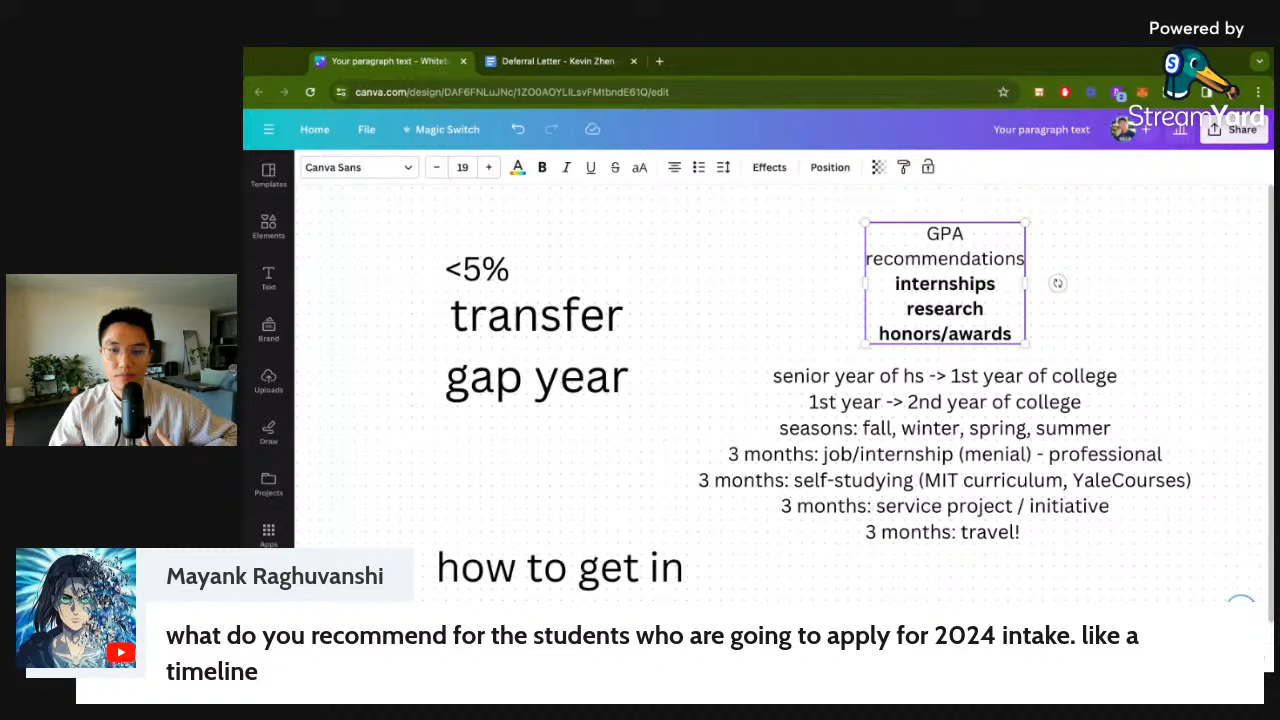 Powered by
StreamYard
Your paragraph text - Whiteb
Deferral Letter - Kevin Zhen
canva.com/design/DAF6FNLuJNc/1ZO0AOYLILsvFMtbndE61Q/edit
Home
File
Magic Switch
Your paragraph text
Share
Canva Sans
19
A
B
I
U
S
aA
Effects
Position
Templates
Elements
Text
Brand
Uploads
Draw
Projects
Apps
<5%
transfer
gap year
how to get in
GPA
recommendations
internships
research
honors/awards
senior year of hs -> 1st year of college
1st year -> 2nd year of college
seasons: fall, winter, spring, summer
3 months: job/internship (menial) - professional
3 months: self-studying (MIT curriculum, YaleCourses)
3 months: service project / initiative
3 months: travel!
Mayank Raghuvanshi
what do you recommend for the students who are going to apply for 2024 intake. like a
timeline